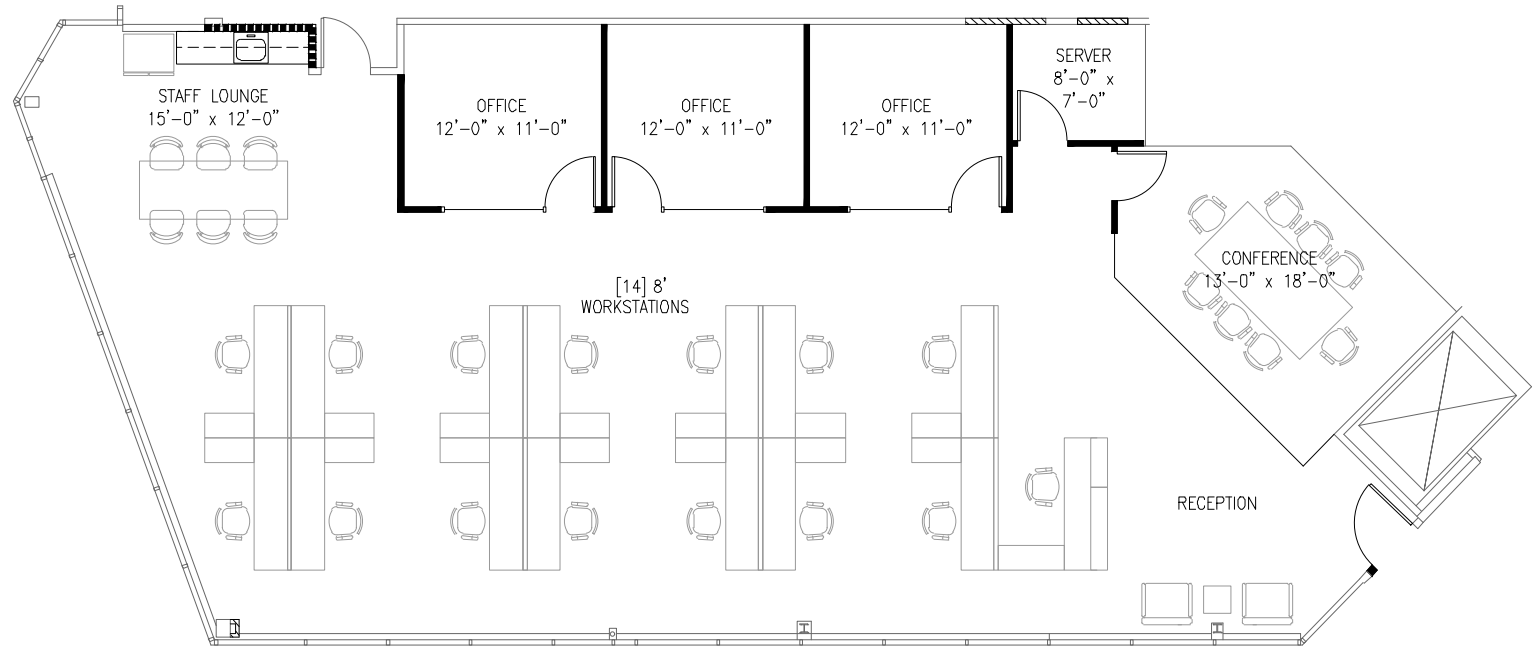 STAFF LOUNGE
15'-0" x 12'-0"
OFFICE
12'-0" x 11'-0"
OFFICE
12'-0" x 11'-0"
OFFICE
12'-0" x 11'-0"
SERVER
8'-0" x
7'-0"
CONFERENCE
13'-0" x 18'-0"
[14] 8'
WORKSTATIONS
RECEPTION